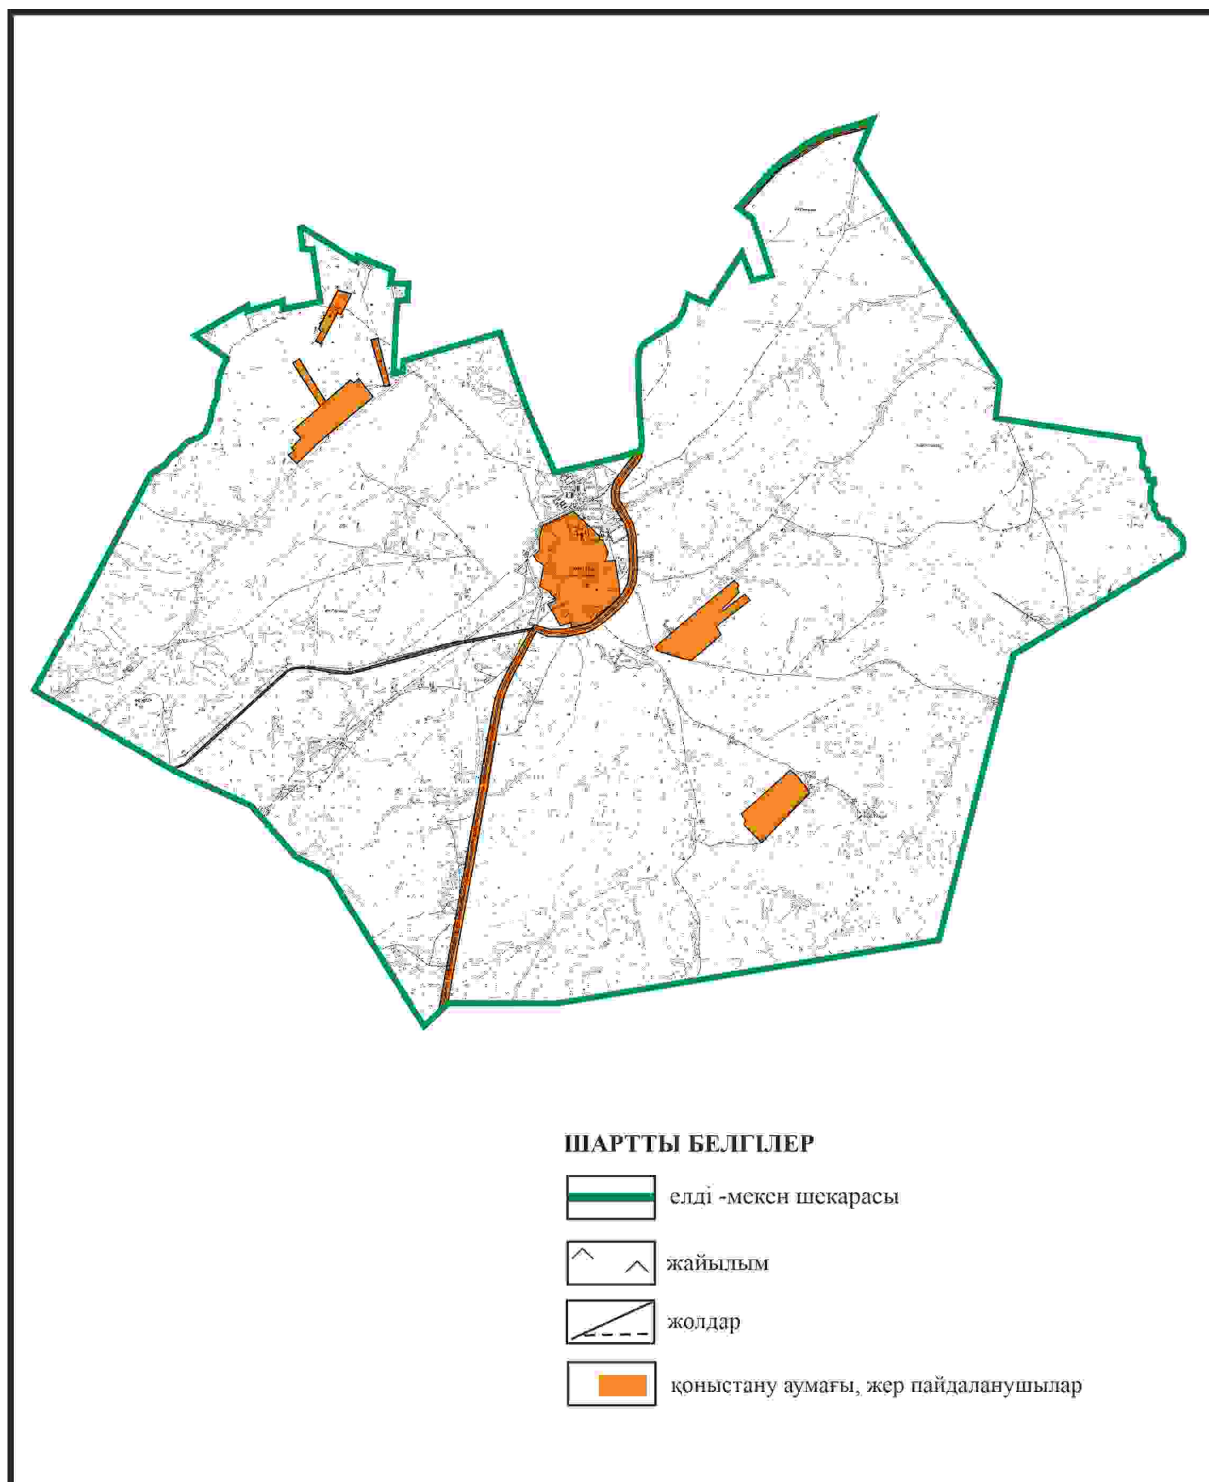 ШАРТТЫ БЕЛГІЛЕР
елді -мекен шекарасы
жайылым
жолдар
қоныстану аумағы, жер пайдаланушылар